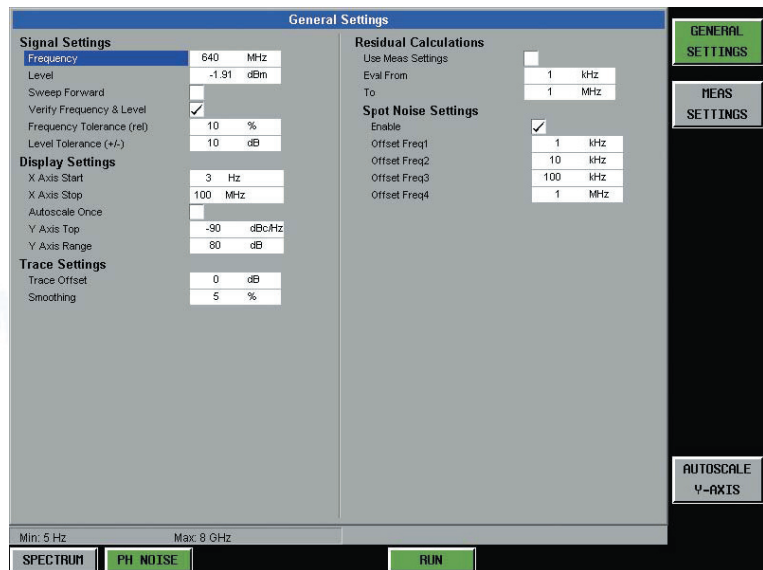 General Settings
Signal Settings
Frequency 640 MHz
Level -1.91 dBm
Sweep Forward
Verify Frequency & Level
Frequency Tolerance (rel) 10 %
Level Tolerance (+/-) 10 dB
Display Settings
X Axis Start 3 Hz
X Axis Stop 100 MHz
Autoscale Once
Y Axis Top -90 dBc/Hz
Y Axis Range 80 dB
Trace Settings
Trace Offset 0 dB
Smoothing 5 %
Residual Calculations
Use Meas Settings
Eval From 1 kHz
To 1 MHz
Spot Noise Settings
Enable
Offset Freq1 1 kHz
Offset Freq2 10 kHz
Offset Freq3 100 kHz
Offset Freq4 1 MHz
GENERAL
SETTINGS
MEAS
SETTINGS
AUTOSCALE
Y-AXIS
Min: 5 Hz Max: 8 GHz
SPECTRUM PH NOISE RUN